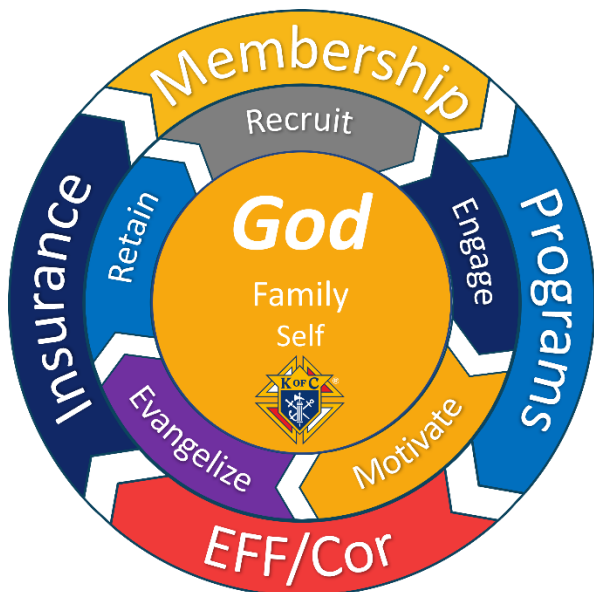 Membership
Programs
EFF/Cor
Insurance
Recruit
Engage
Motivate
Evangelize
Retain
God
Family
Self
K OF C
®